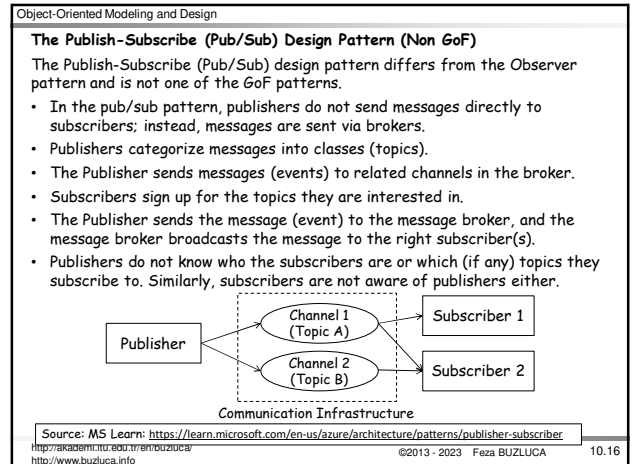 Object-Oriented Modeling and Design
The Publish-Subscribe (Pub/Sub) Design Pattern (Non GoF)
The Publish-Subscribe (Pub/Sub) design pattern differs from the Observer
pattern and is not one of the GoF patterns.
• In the pub/sub pattern, publishers do not send messages directly to
subscribers; instead, messages are sent via brokers.
• Publishers categorize messages into classes (topics).
• The Publisher sends messages (events) to related channels in the broker.
• Subscribers sign up for the topics they are interested in.
• The Publisher sends the message (event) to the message broker, and the
message broker broadcasts the message to the right subscriber(s).
• Publishers do not know who the subscribers are or which (if any) topics they
subscribe to. Similarly, subscribers are not aware of publishers either.
Publisher
Channel 1
(Topic A)
Channel 2
(Topic B)
Subscriber 1
Subscriber 2
Communication Infrastructure
Source: MS Learn: https://learn.microsoft.com/en-us/azure/architecture/patterns/publisher-subscriber
http://akademi.itu.edu.tr/en/buzluca/
http://www.buzluca.info
©2013 - 2023 Feza BUZLUCA
10.16